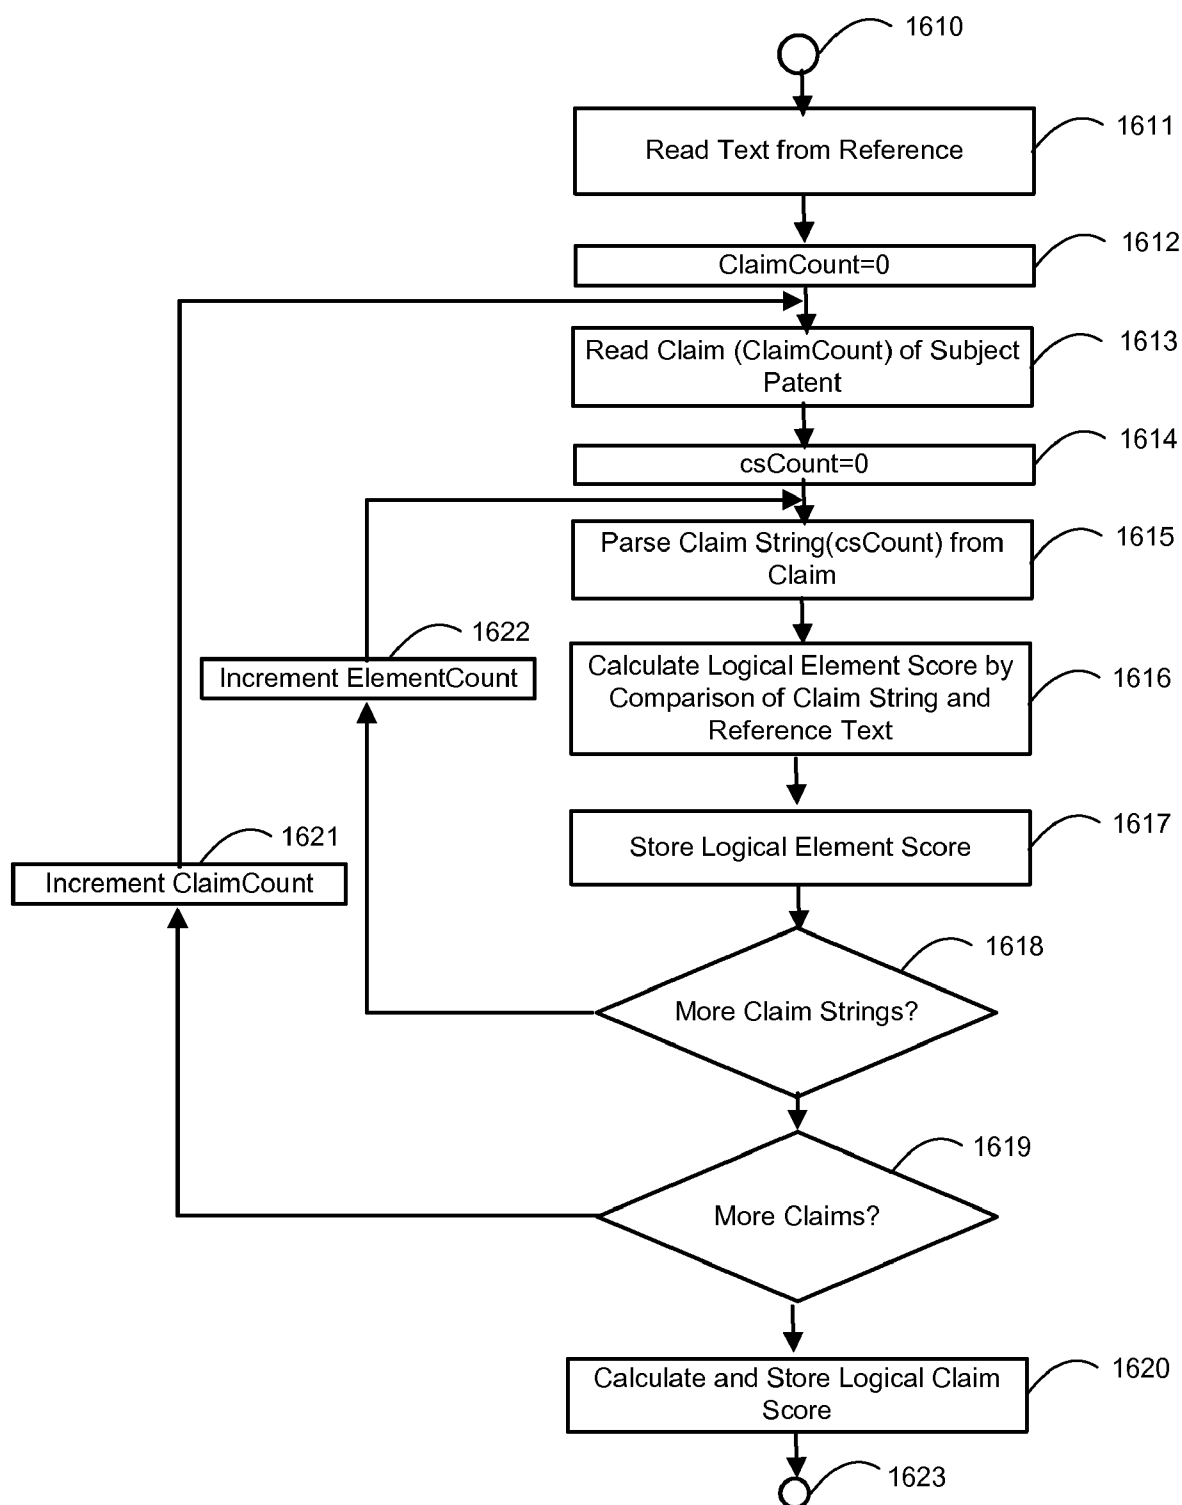 1610
Read Text from Reference
1611
ClaimCount=0
1612
Read Claim (ClaimCount) of Subject
Patent
1613
csCount=0
1614
Parse Claim String(csCount) from
Claim
1615
1622
Increment ElementCount
Calculate Logical Element Score by
Comparison of Claim String and
Reference Text
1616
Store Logical Element Score
1617
1621
Increment ClaimCount
1618
More Claim Strings?
1619
More Claims?
Calculate and Store Logical Claim
Score
1620
1623